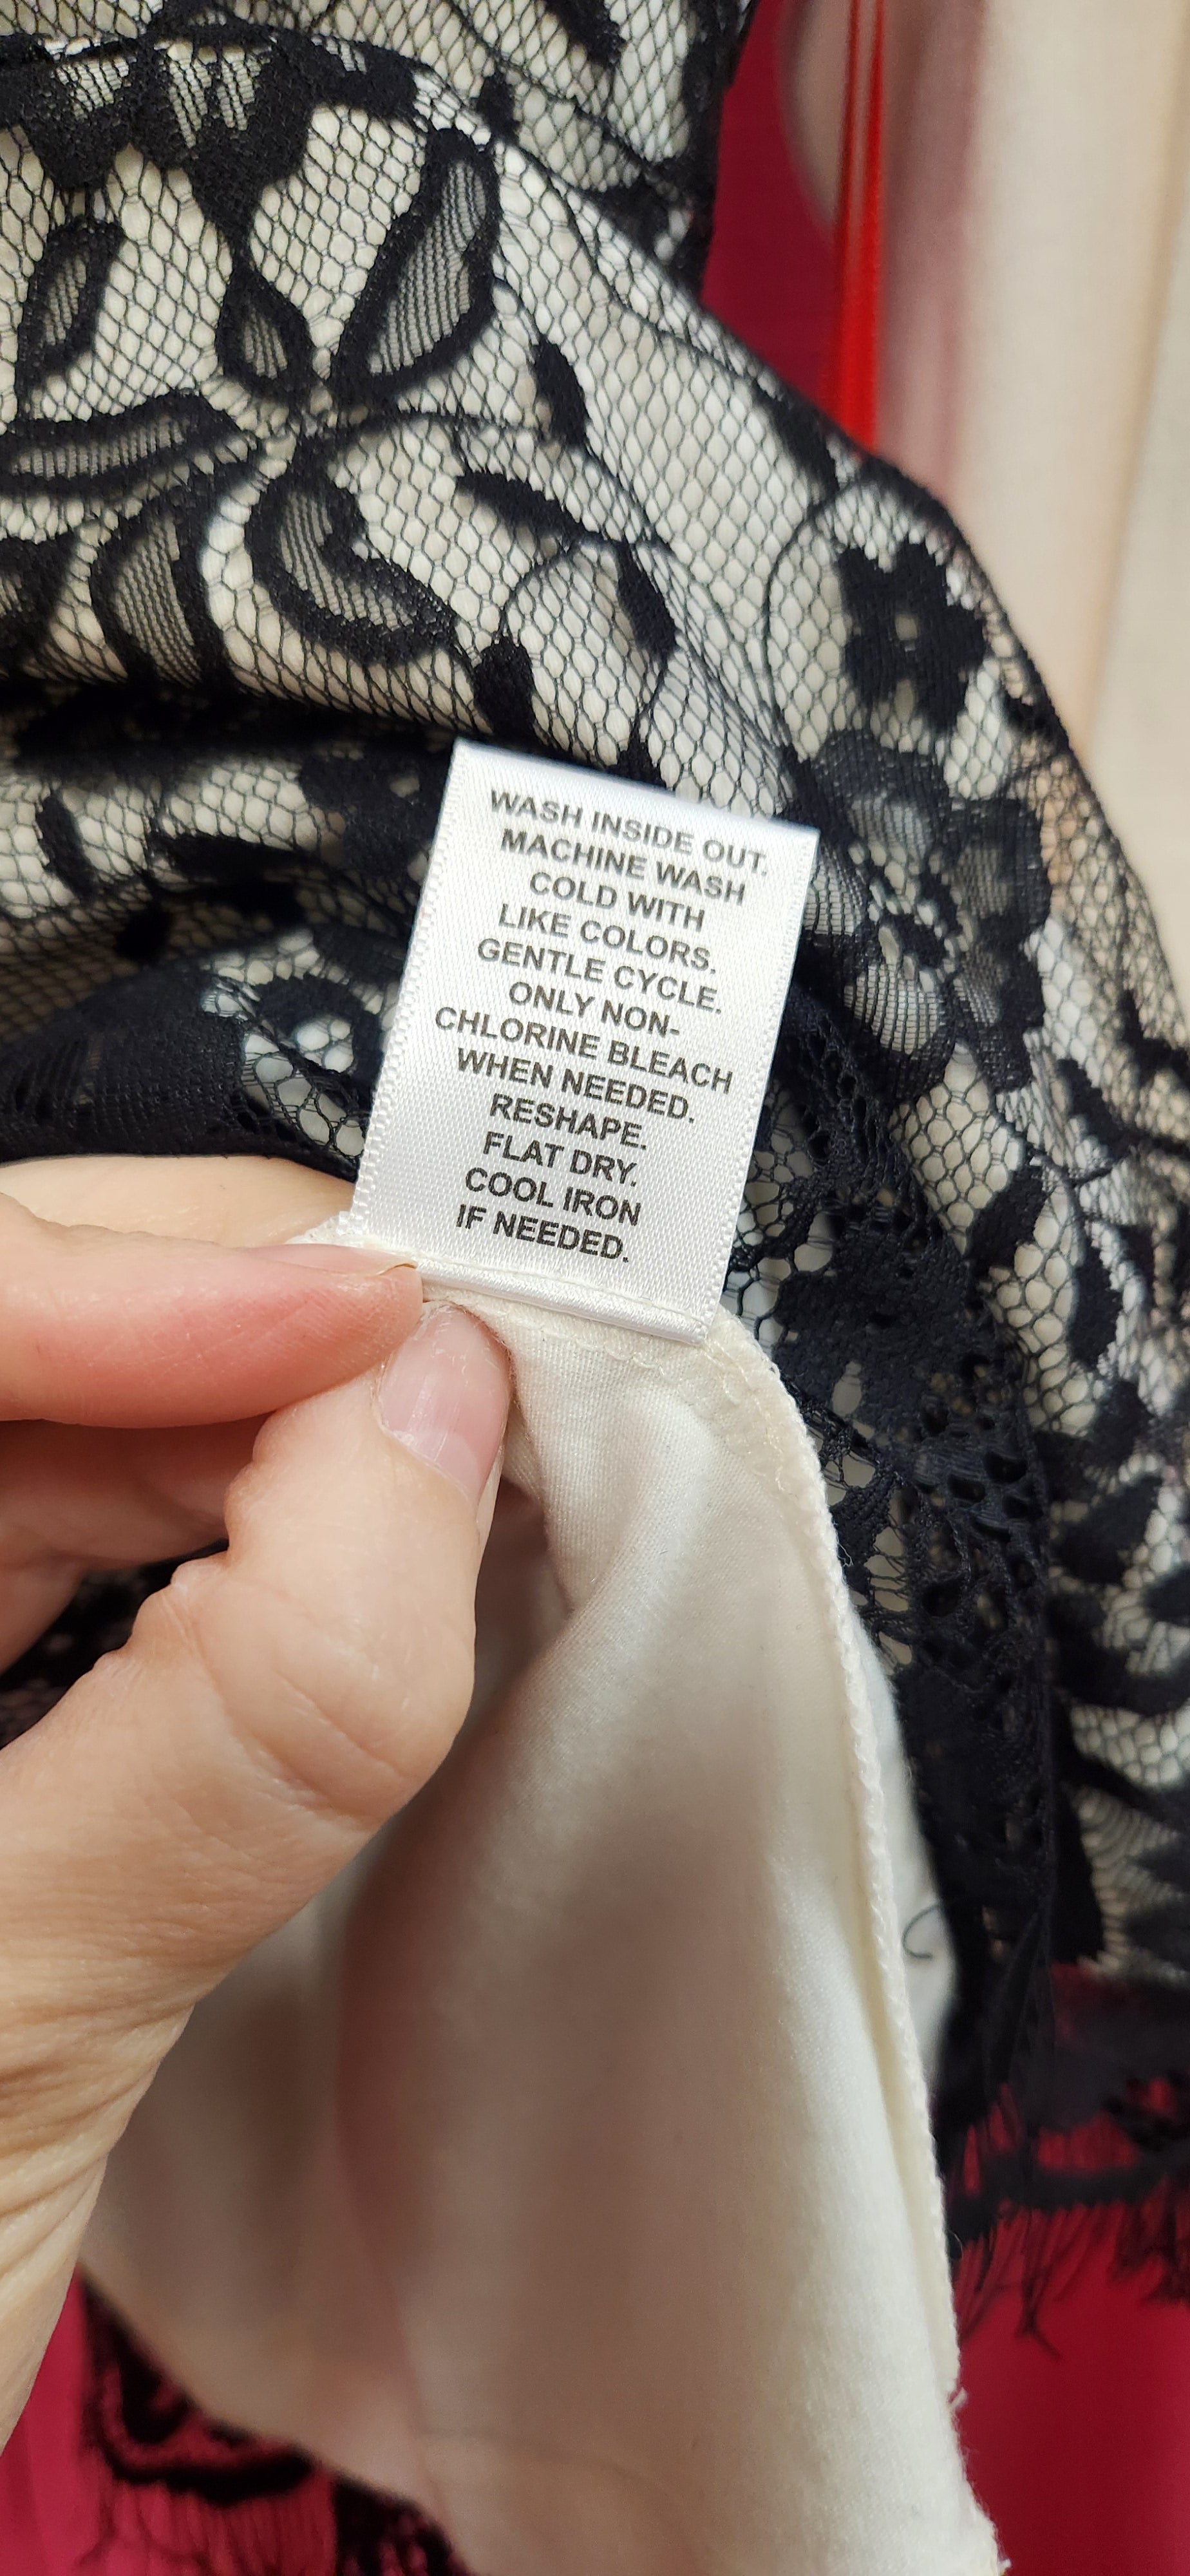 WASH INSIDE OUT.
MACHINE WASH
COLD WITH
LIKE COLORS.
GENTLE CYCLE.
ONLY NON-
CHLORINE BLEACH
WHEN NEEDED.
RESHAPE.
FLAT DRY.
COOL IRON
IF NEEDED.